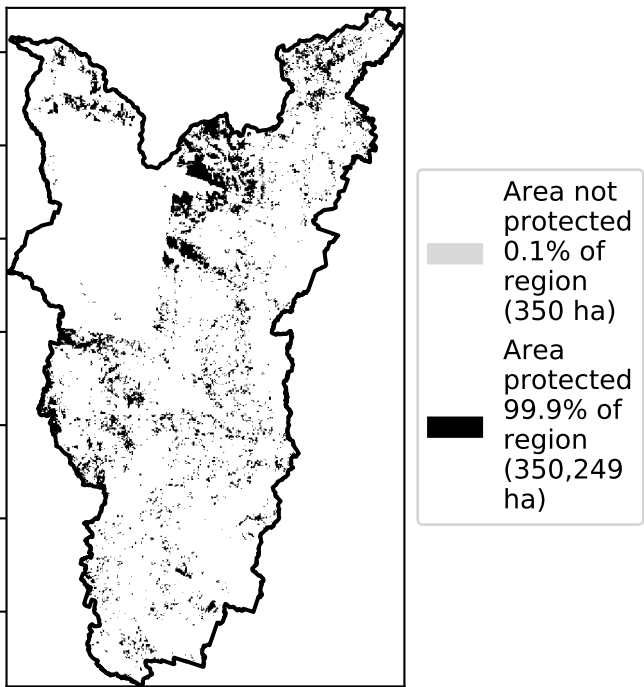 Area not
protected
0.1% of
region
(350 ha)
Area
protected
99.9% of
region
(350,249
ha)